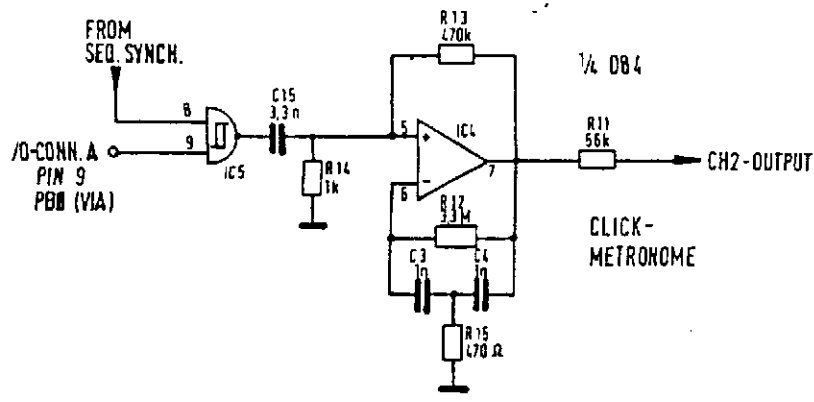 FROM
SEQ. SYNCH.
8
9
/O-CONN. A
PIN 9
PB0 (VIA)
IC5
C15
3,3n
R14
1k
R13
470k
5
+
IC4
6
-
7
1/4 084
R11
56k
CH2-OUTPUT
R12
3,3M
C3
1n
C4
1n
R15
470 Ω
CLICK-
METRONOME